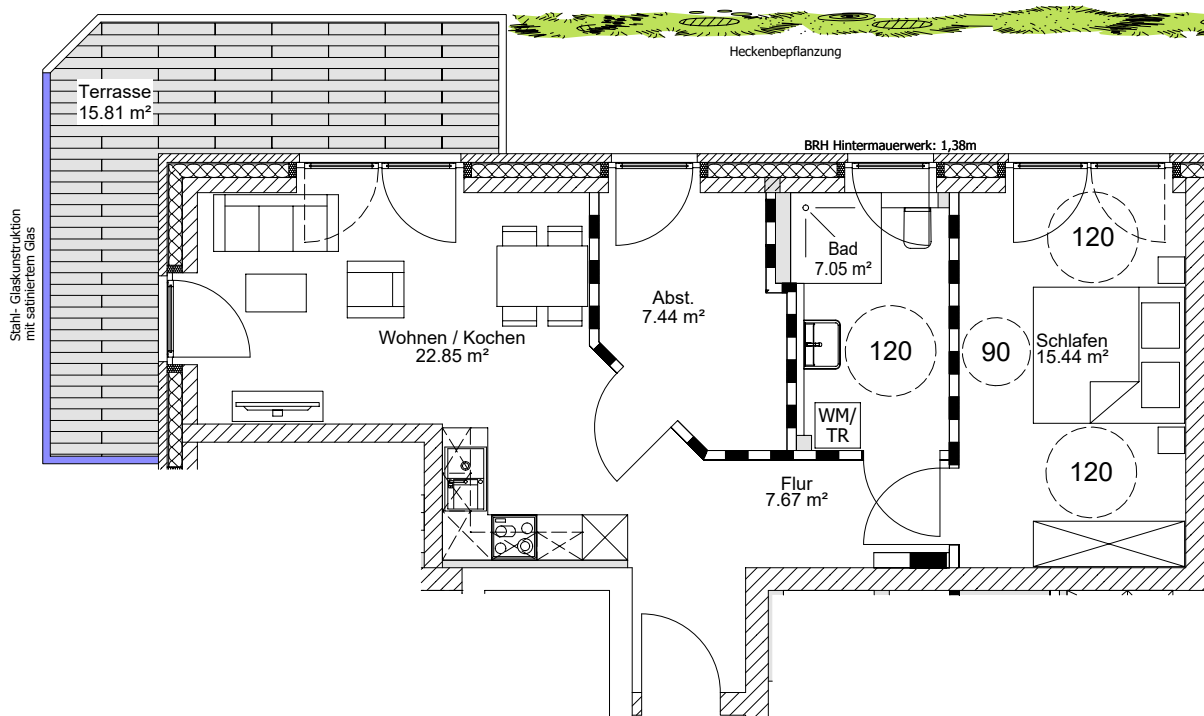 Heckenbepflanzung
Terrasse
15.81 m²
BRH Hintermauerwerk: 1,38m
Stahl- Glaskunstruktion
mit satiniertem Glas
Bad
7.05 m²
120
Abst.
7.44 m²
Wohnen / Kochen
22.85 m²
120
90
Schlafen
15.44 m²
WM/
TR
Flur
7.67 m²
120